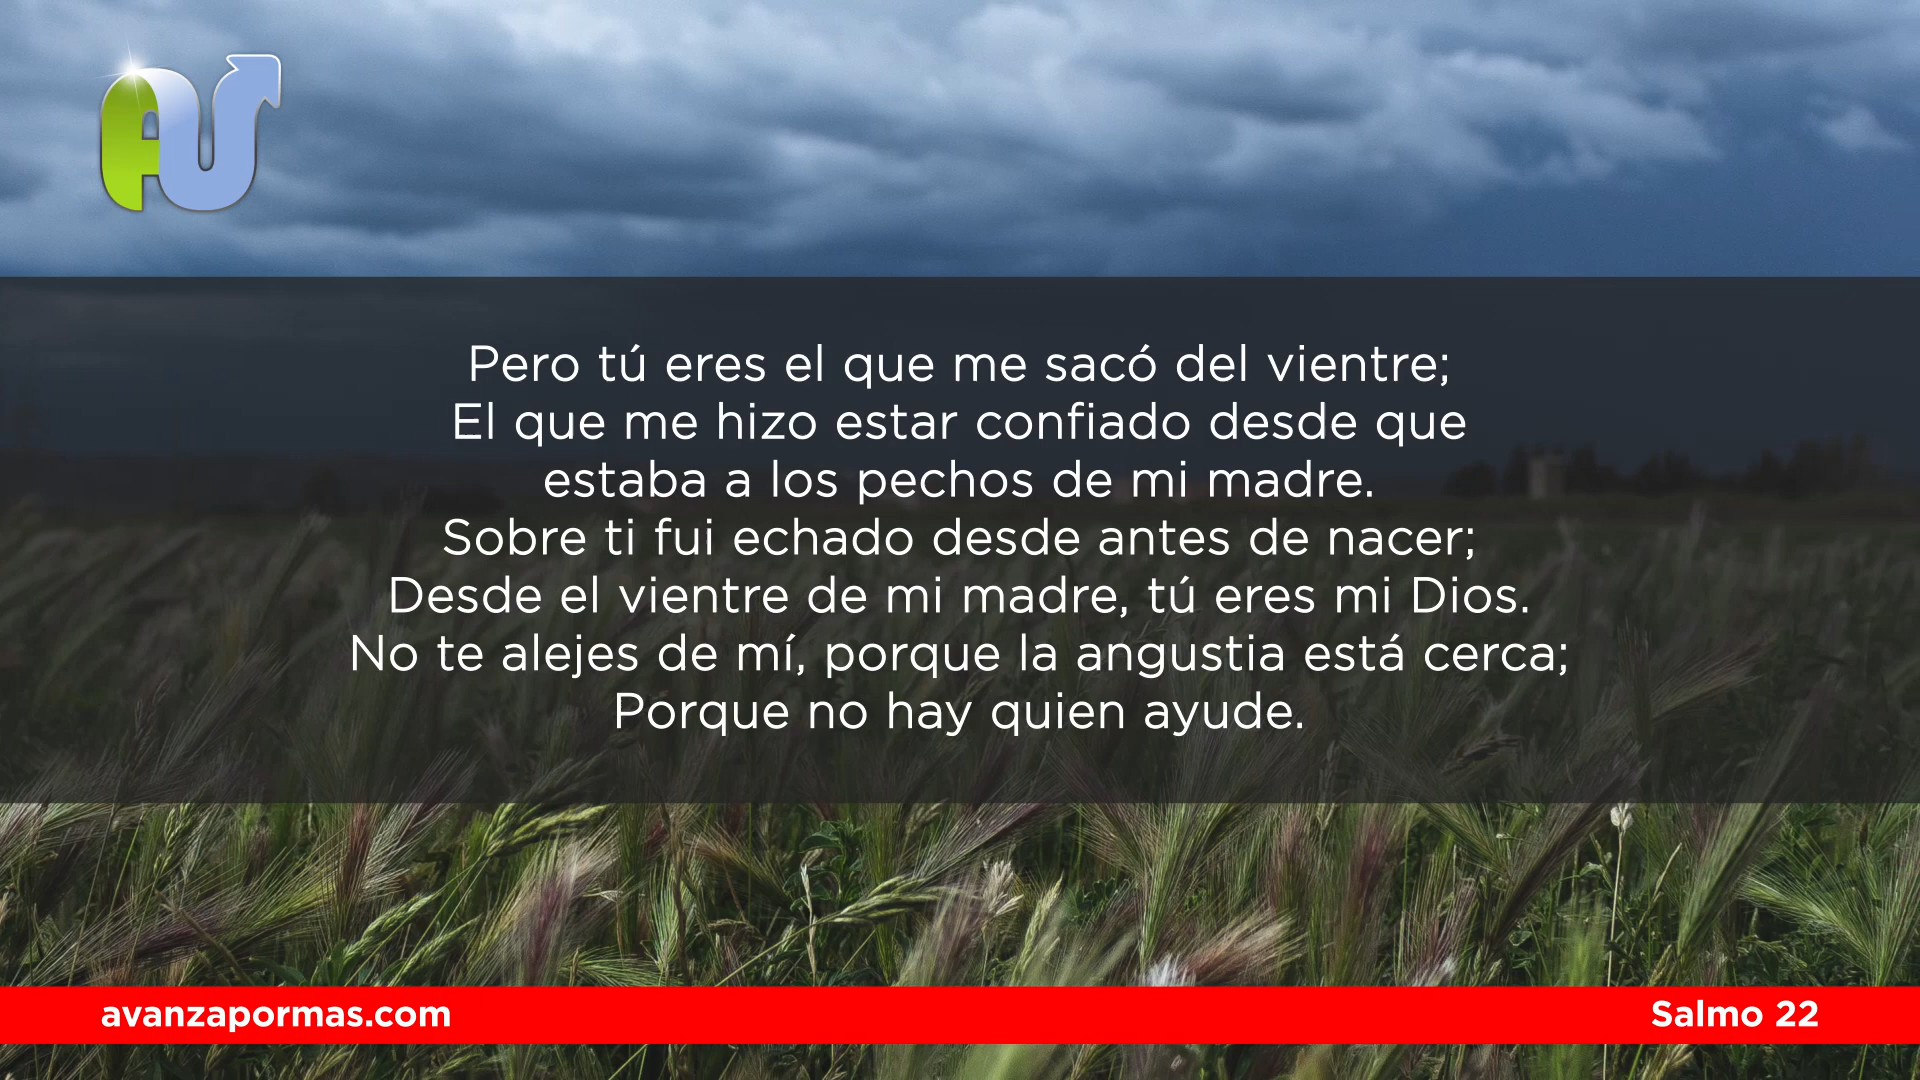 Pero tú eres el que me sacó del vientre;
El que me hizo estar confiado desde que
estaba a los pechos de mi madre.
Sobre ti fui echado desde antes de nacer;
Desde el vientre de mi madre, tú eres mi Dios.
No te alejes de mí, porque la angustia está cerca;
Porque no hay quien ayude.
avanzapormas.com
Salmo 22